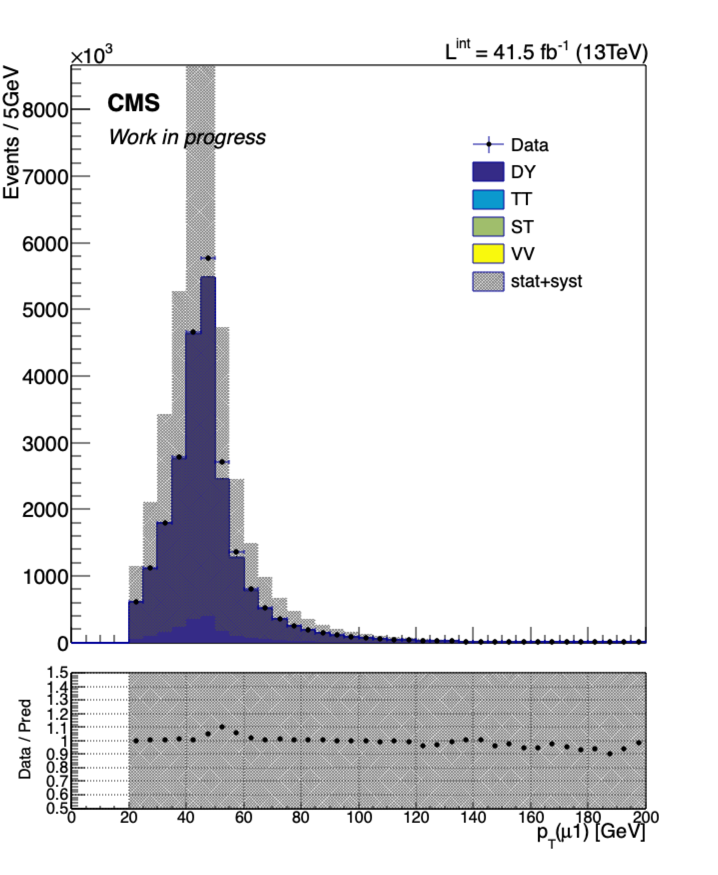 ×10³
L^int = 41.5 fb⁻¹ (13TeV)
Events / 5GeV
CMS
Work in progress
Data
DY
TT
ST
VV
stat+syst
8000
7000
6000
5000
4000
3000
2000
1000
0
Data / Pred
1.5
1.4
1.3
1.2
1.1
1
0.9
0.8
0.7
0.6
0.5
0 20 40 60 80 100 120 140 160 180 200
p_T(μ1) [GeV]